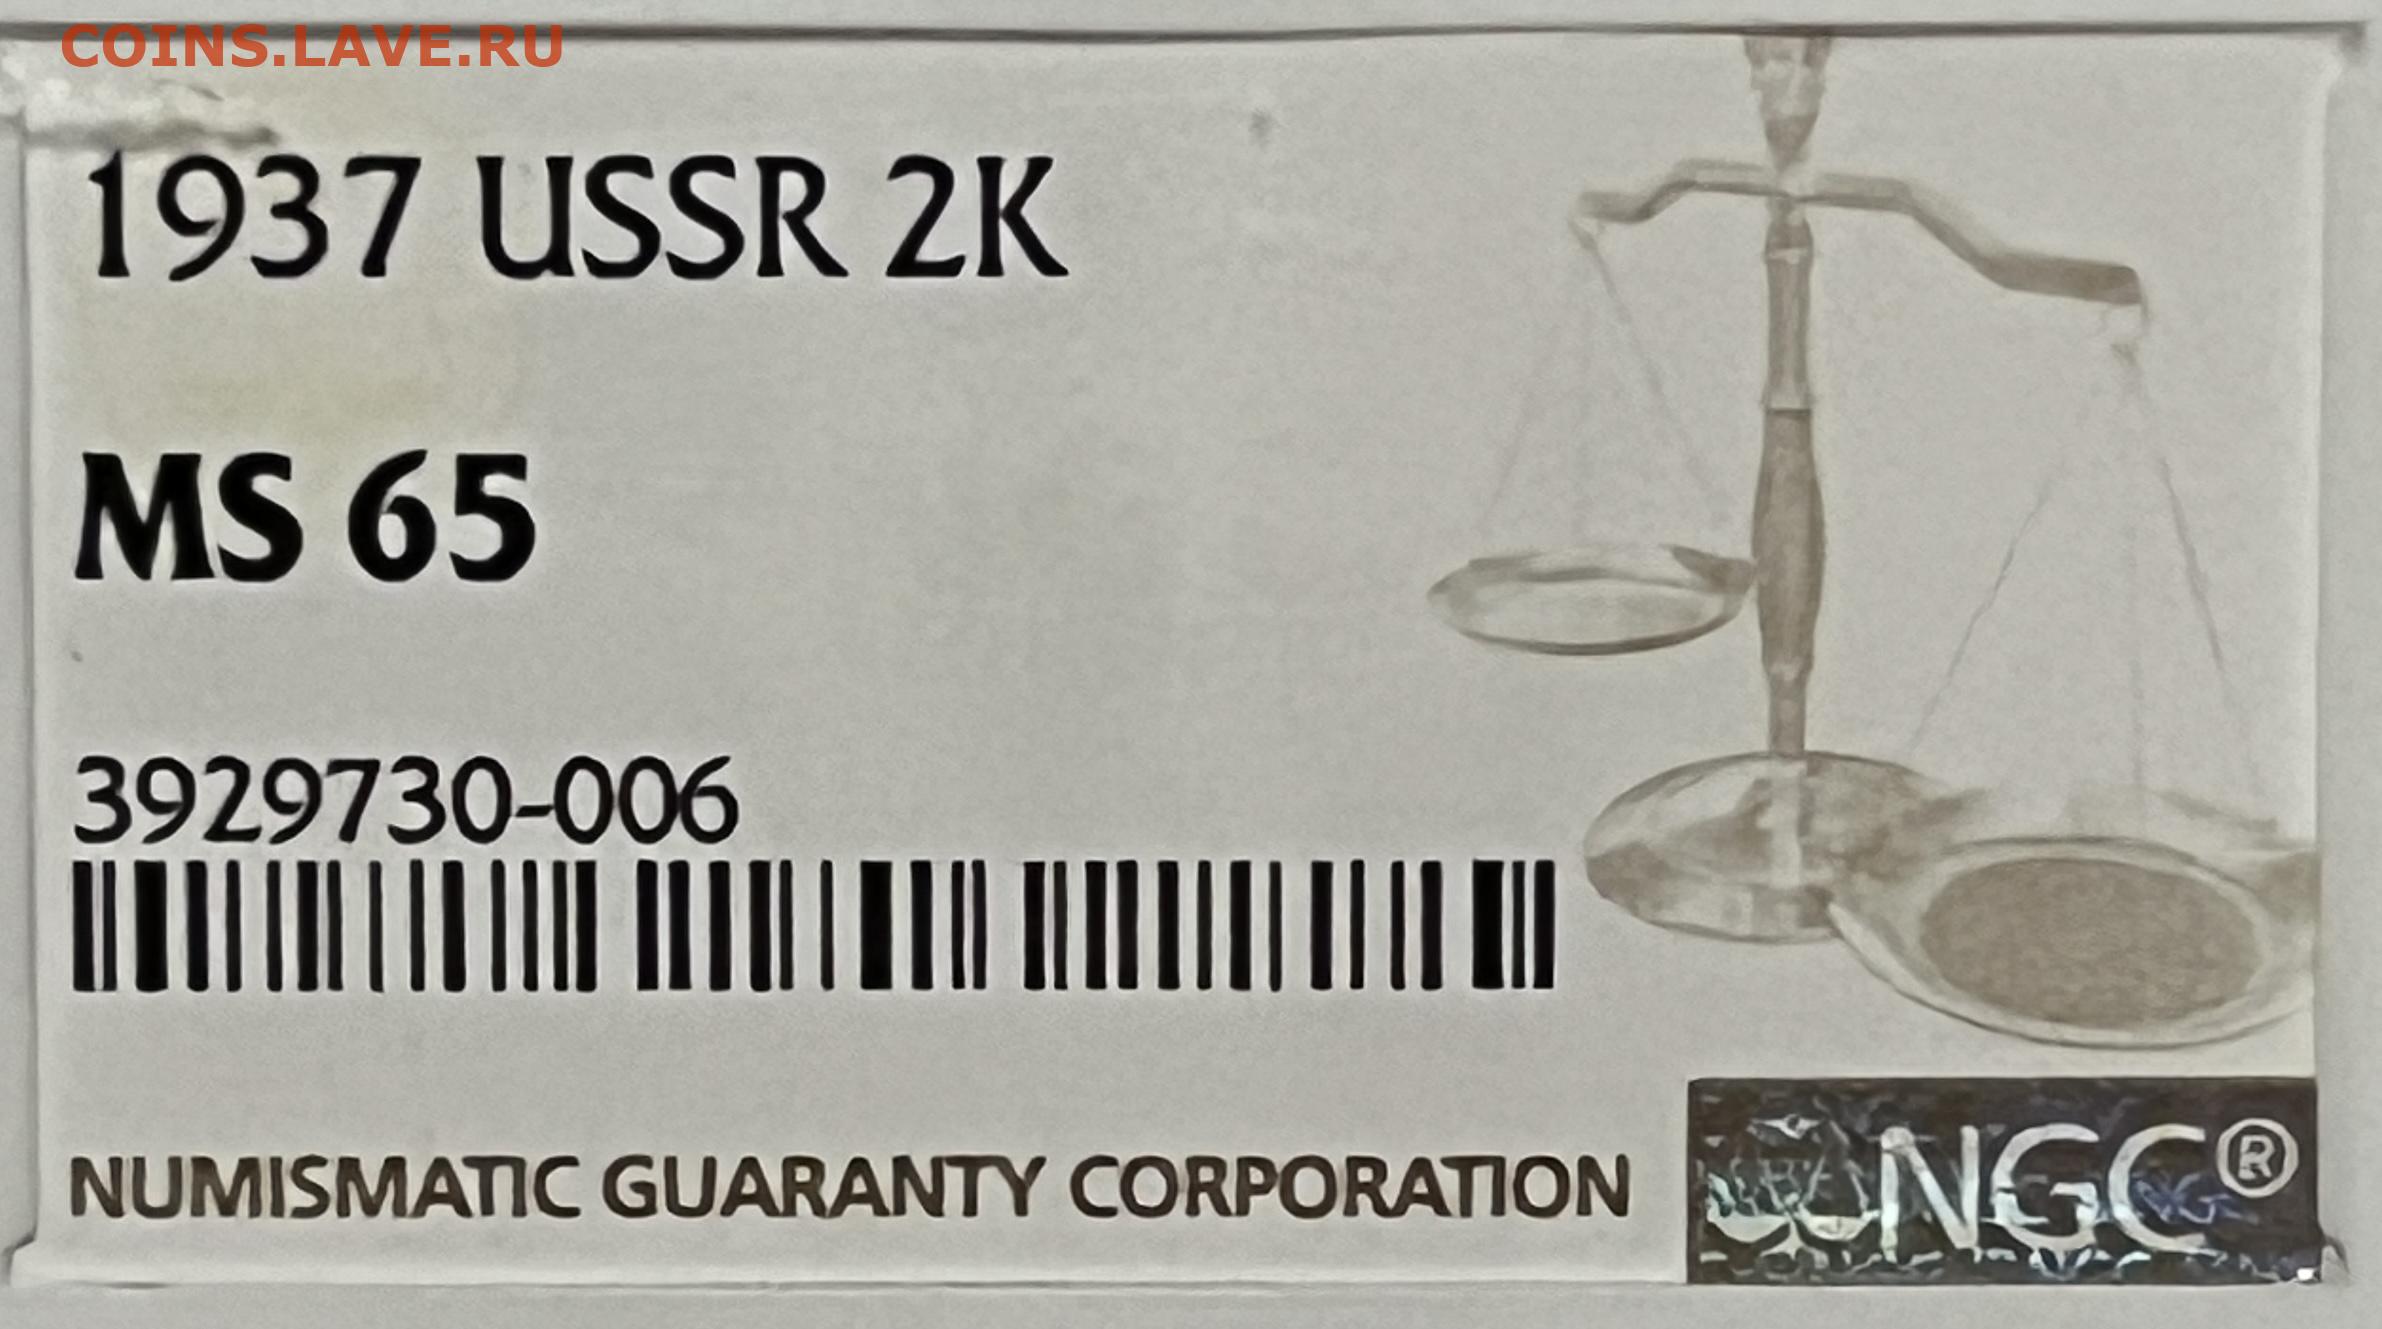 COINS.LAVE.RU
1937 USSR 2K
MS 65
3929730-006
NUMISMATIC GUARANTY CORPORATION
NGC®